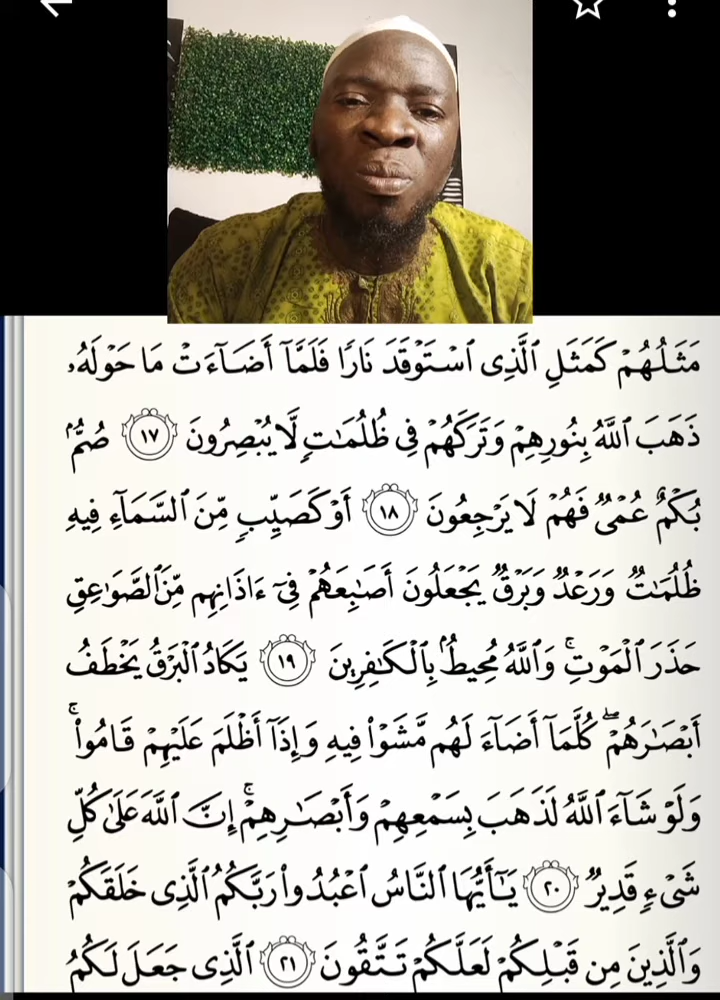 مَثَلُهُمْ كَمَثَلِ ٱلَّذِى ٱسْتَوْقَدَ نَارًا فَلَمَّآ أَضَآءَتْ مَا حَوْلَهُۥ
ذَهَبَ ٱللَّهُ بِنُورِهِمْ وَتَرَكَهُمْ فِى ظُلُمَـٰتٍ لَّا يُبْصِرُونَ ١٧ صُمٌّۢ
بُكْمٌ عُمْىٌ فَهُمْ لَا يَرْجِعُونَ ١٨ أَوْ كَصَيِّبٍ مِّنَ ٱلسَّمَآءِ فِيهِ
ظُلُمَـٰتٌ وَرَعْدٌ وَبَرْقٌ يَجْعَلُونَ أَصَـٰبِعَهُمْ فِىٓ ءَاذَانِهِم مِّنَ ٱلصَّوَٰعِقِ
حَذَرَ ٱلْمَوْتِ ۚ وَٱللَّهُ مُحِيطٌۢ بِٱلْكَـٰفِرِينَ ١٩ يَكَادُ ٱلْبَرْقُ يَخْطَفُ
أَبْصَـٰرَهُمْ ۖ كُلَّمَآ أَضَآءَ لَهُم مَّشَوْا۟ فِيهِ وَإِذَآ أَظْلَمَ عَلَيْهِمْ قَامُوا۟ ۚ
وَلَوْ شَآءَ ٱللَّهُ لَذَهَبَ بِسَمْعِهِمْ وَأَبْصَـٰرِهِمْ ۚ إِنَّ ٱللَّهَ عَلَىٰ كُلِّ
شَىْءٍ قَدِيرٌ ٢٠ يَـٰٓأَيُّهَا ٱلنَّاسُ ٱعْبُدُوا۟ رَبَّكُمُ ٱلَّذِى خَلَقَكُمْ
وَٱلَّذِينَ مِن قَبْلِكُمْ لَعَلَّكُمْ تَتَّقُونَ ٢١ ٱلَّذِى جَعَلَ لَكُمُ